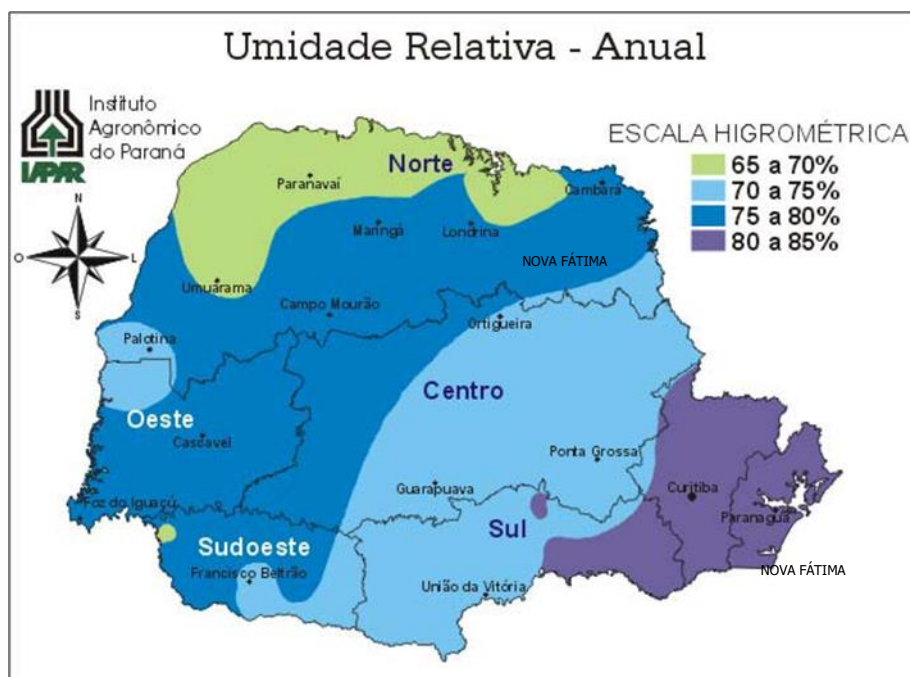 Umidade Relativa - Anual
Instituto
Agronômico
do Paraná
IAPAR
ESCALA HIGROMÉTRICA
65 a 70%
70 a 75%
75 a 80%
80 a 85%
N
O
L
S
Norte
Paranavaí
Cambará
Maringá
Londrina
NOVA FÁTIMA
Umuarama
Campo Mourão
Ortigueira
Palotina
Centro
Oeste
Cascavel
Ponta Grossa
Guarapuava
Curitiba
Foz do Iguaçú
Paranaguá
Sul
Sudoeste
Francisco Beltrão
NOVA FÁTIMA
União da Vitória